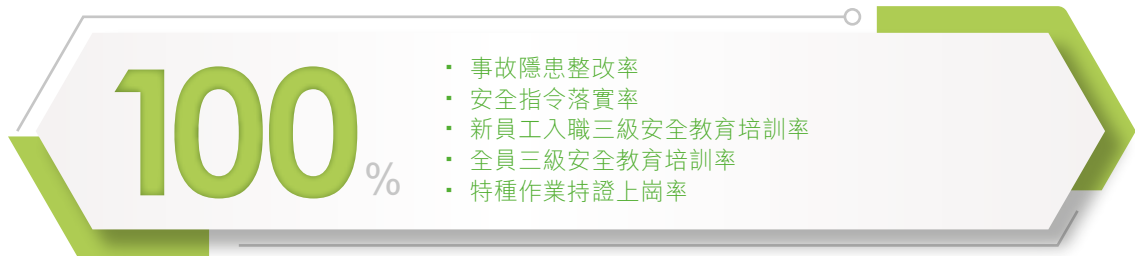 100%
▪ 事故隱患整改率
▪ 安全指令落實率
▪ 新員工入職三級安全教育培訓率
▪ 全員三級安全教育培訓率
▪ 特種作業持證上崗率